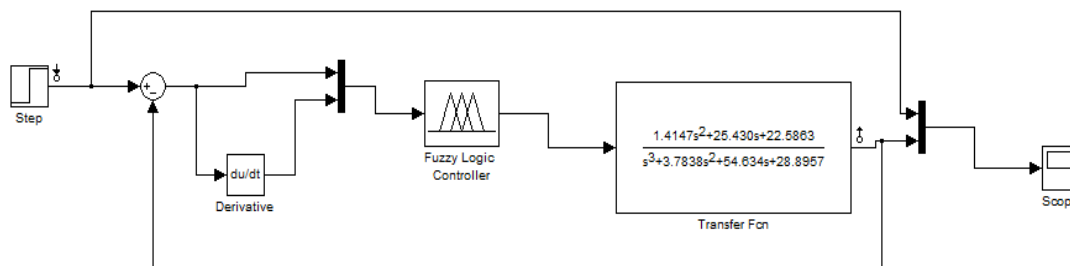 Step
+
−
du/dt
Derivative
Fuzzy Logic
Controller
1.4147s²+25.430s+22.5863
s³+3.7838s²+54.634s+28.8957
Transfer Fcn
Scop